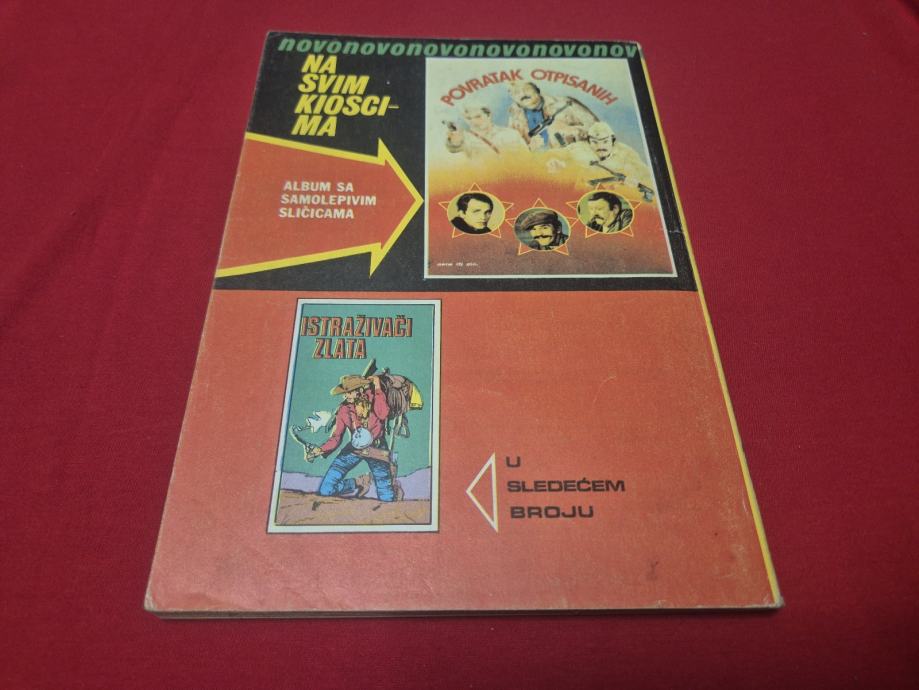 novonovonovonovonovonov
NA
SVIM
KIOSCI-
MA
POVRATAK OTPISANIH
ALBUM SA
SAMOLEPIVIM
SLIČICAMA
ISTRAŽIVAČI
ZLATA
U
SLEDEĆEM
BROJU